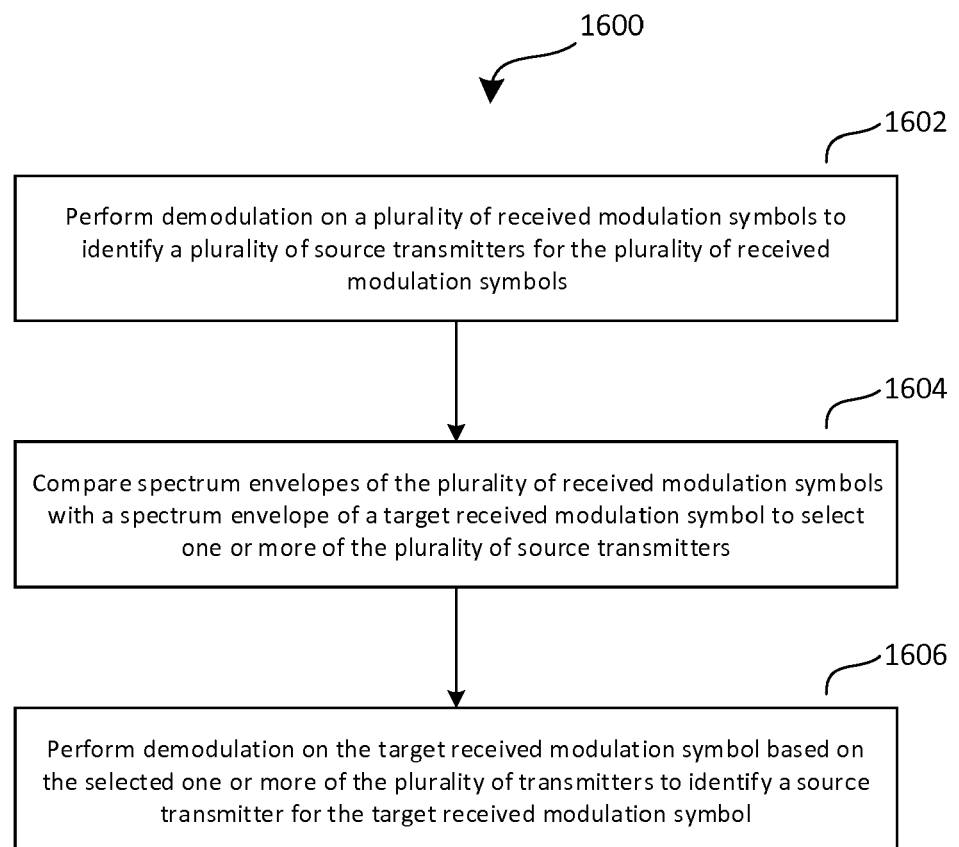 1600
1602
Perform demodulation on a plurality of received modulation symbols to
identify a plurality of source transmitters for the plurality of received
modulation symbols
1604
Compare spectrum envelopes of the plurality of received modulation symbols
with a spectrum envelope of a target received modulation symbol to select
one or more of the plurality of source transmitters
1606
Perform demodulation on the target received modulation symbol based on
the selected one or more of the plurality of transmitters to identify a source
transmitter for the target received modulation symbol